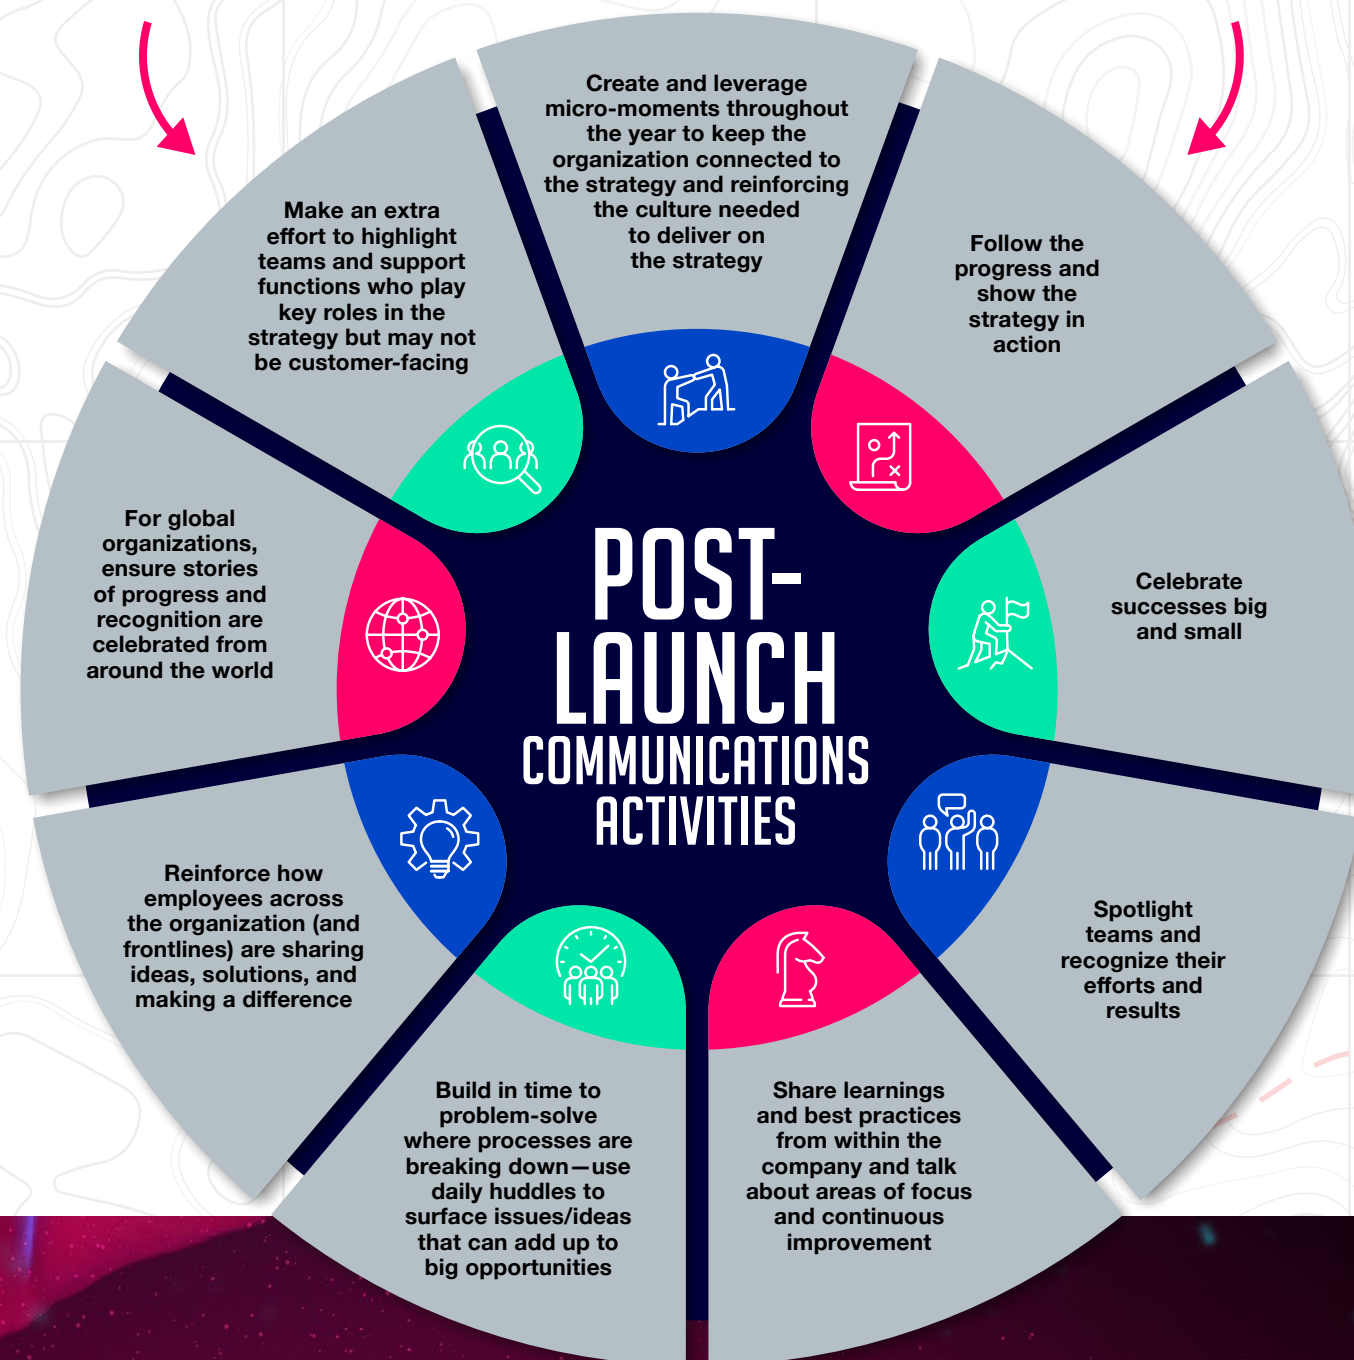 Create and leverage
micro-moments throughout
the year to keep the
organization connected to
the strategy and reinforcing
the culture needed
to deliver on
the strategy
Follow the
progress and
show the
strategy in
action
Celebrate
successes big
and small
Spotlight
teams and
recognize their
efforts and
results
Share learnings
and best practices
from within the
company and talk
about areas of focus
and continuous
improvement
Build in time to
problem-solve
where processes are
breaking down—use
daily huddles to
surface issues/ideas
that can add up to
big opportunities
Reinforce how
employees across
the organization (and
frontlines) are sharing
ideas, solutions, and
making a difference
For global
organizations,
ensure stories
of progress and
recognition are
celebrated from
around the world
Make an extra
effort to highlight
teams and support
functions who play
key roles in the
strategy but may not
be customer-facing
POST-
LAUNCH
COMMUNICATIONS
ACTIVITIES